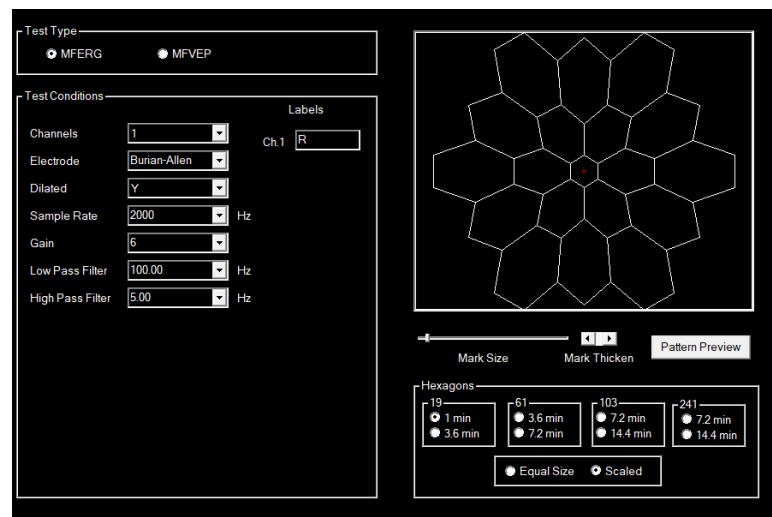 Test Type
MFERG MFVEP
Test Conditions
Labels
Channels 1 Ch.1 R
Electrode Burian-Allen
Dilated Y
Sample Rate 2000 Hz
Gain 6
Low Pass Filter 100.00 Hz
High Pass Filter 5.00 Hz
Mark Size Mark Thicken Pattern Preview
Hexagons
19 61 103 241
1 min 3.6 min 7.2 min 7.2 min
3.6 min 7.2 min 14.4 min 14.4 min
Equal Size Scaled